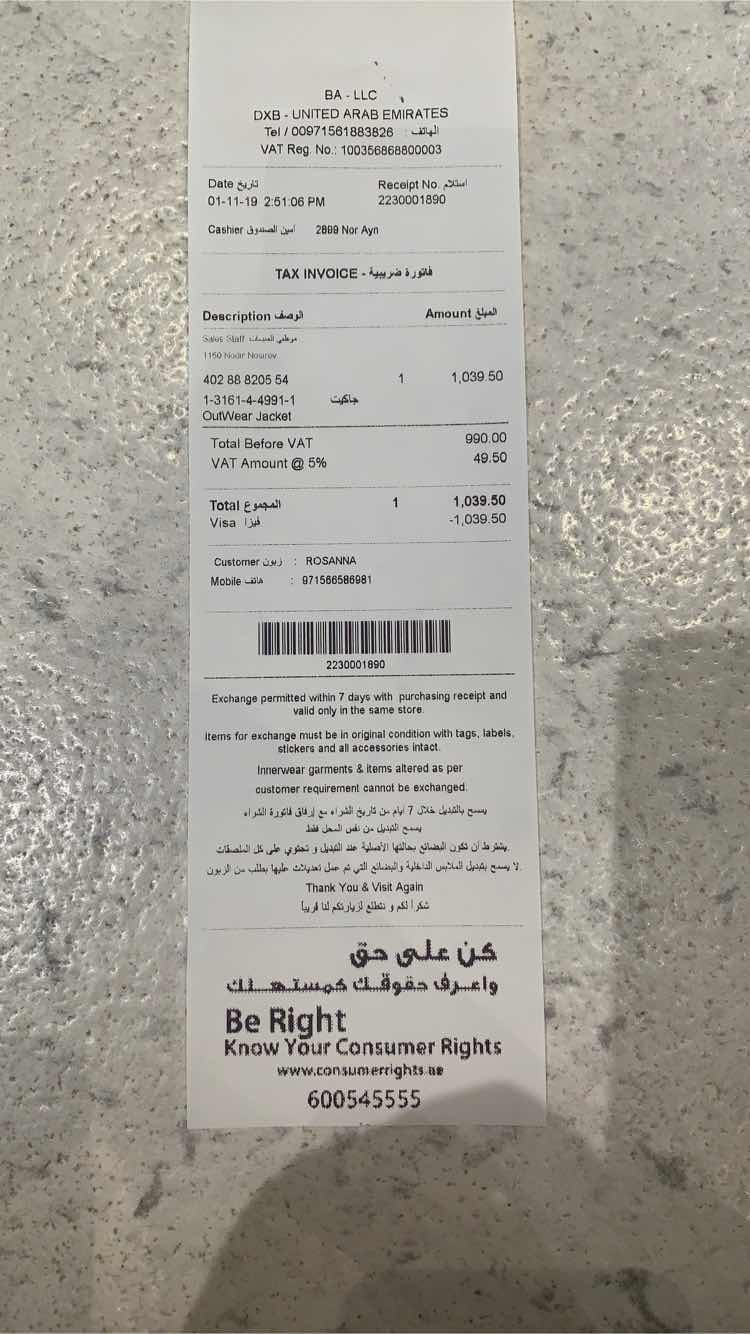 BA - LLC
DXB - UNITED ARAB EMIRATES
Tel / 00971561883826 : الهاتف
VAT Reg. No.: 100356868800003
Date تاريخ Receipt No. استلام
01-11-19 2:51:06 PM 2230001890
Cashier أمين الصندوق 2899 Nor Ayn
TAX INVOICE - فاتورة ضريبية
Description الوصف Amount المبلغ
Sales Staff
1150 Nodir Nowrov
402 88 8205 54 1 1,039.50
1-3161-4-4991-1 جاكيت
OutWear Jacket
Total Before VAT 990.00
VAT Amount @ 5% 49.50
Total المجموع 1 1,039.50
Visa فيزا -1,039.50
Customer زبون : ROSANNA
Mobile هاتف : 971566586981
2230001890
Exchange permitted within 7 days with purchasing receipt and
valid only in the same store.
Items for exchange must be in original condition with tags, labels,
stickers and all accessories intact.
Innerwear garments & items altered as per
customer requirement cannot be exchanged.
يسمح بالتبديل خلال 7 أيام من تاريخ الشراء مع إرفاق فاتورة الشراء
يسمح التبديل من نفس المحل فقط
يشترط أن تكون البضائع بحالتها الأصلية عند التبديل و تحتوي على كل الملصقات.
لا يسمح بتبديل الملابس الداخلية والبضائع التي تم عمل تعديلات عليها بطلب من الزبون.
Thank You & Visit Again
شكراً لكم و نتطلع لزيارتكم لنا قريباً
كن على حق
واعرف حقوقك كمستهلك
Be Right
Know Your Consumer Rights
www.consumerrights.ae
600545555